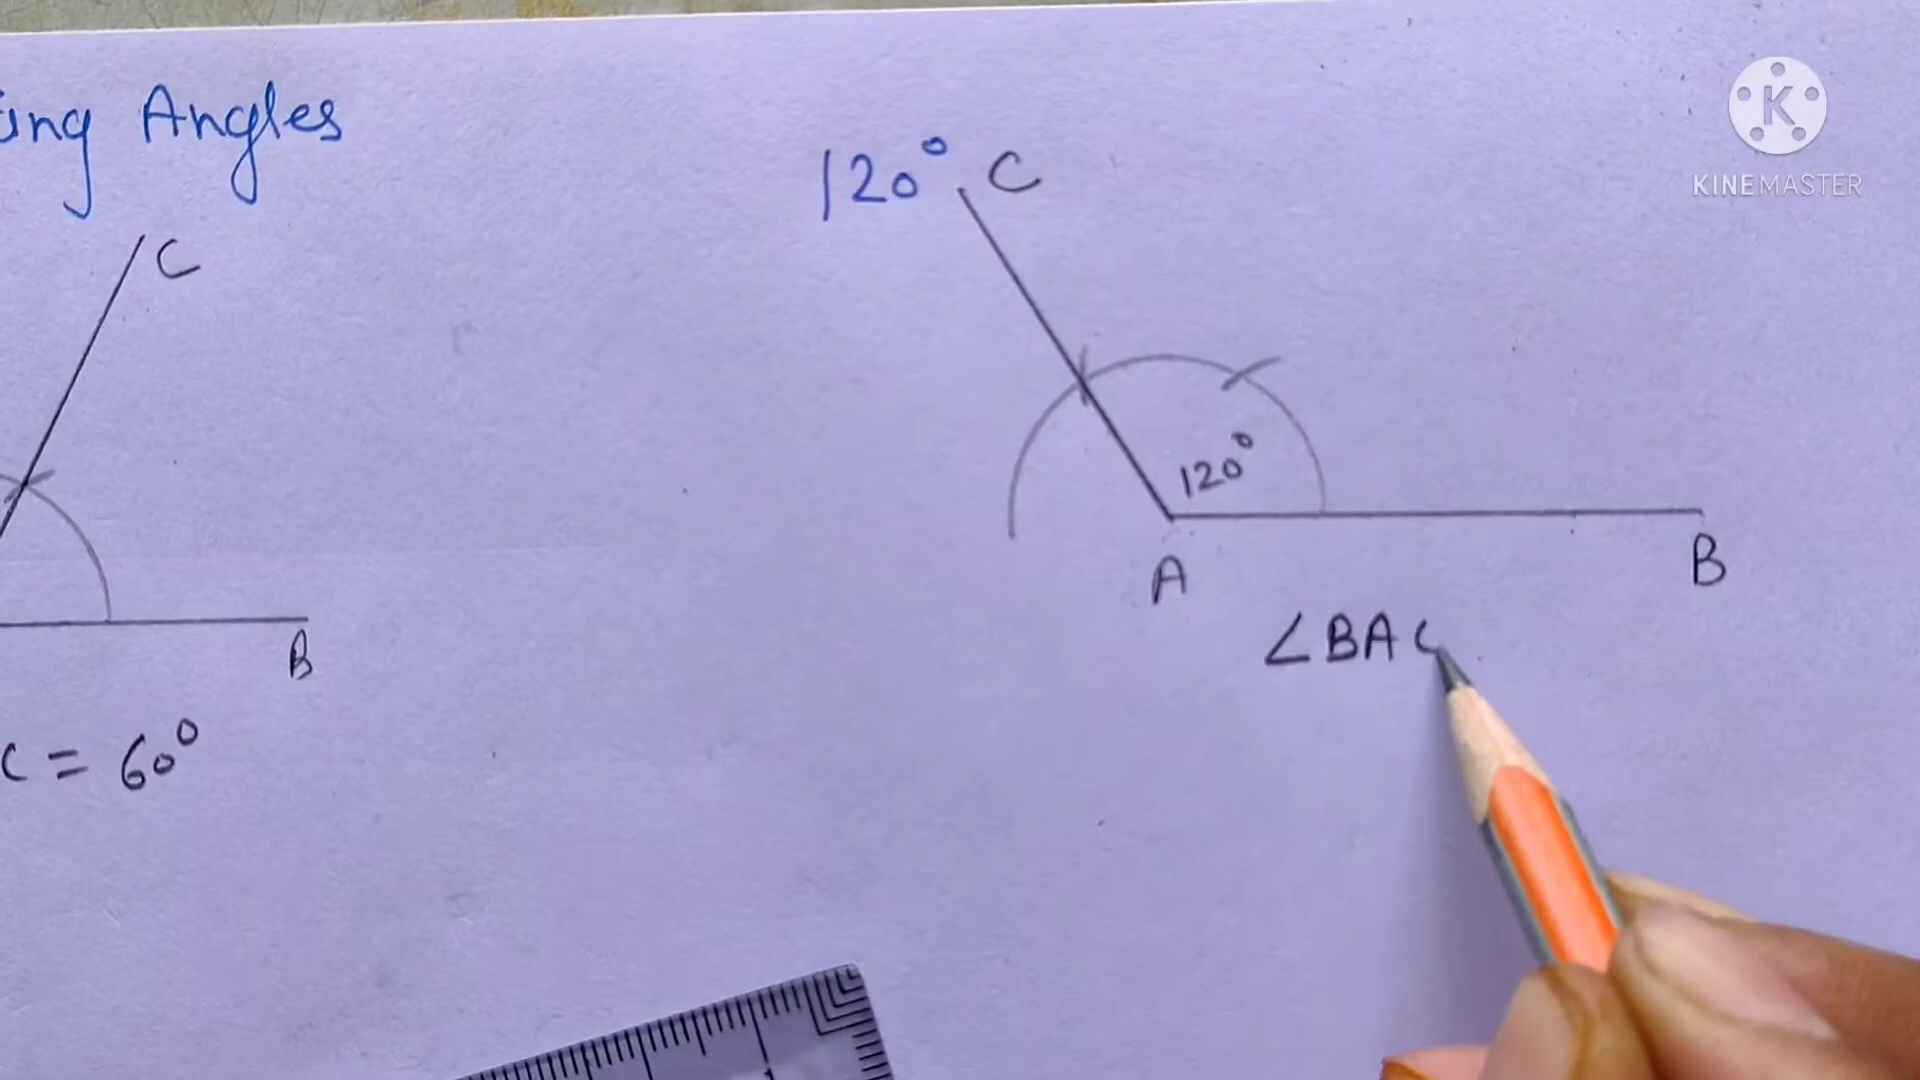 ing Angles
C
B
C = 60°
120° C
120°
A
B
∠BAC
K
KINEMASTER